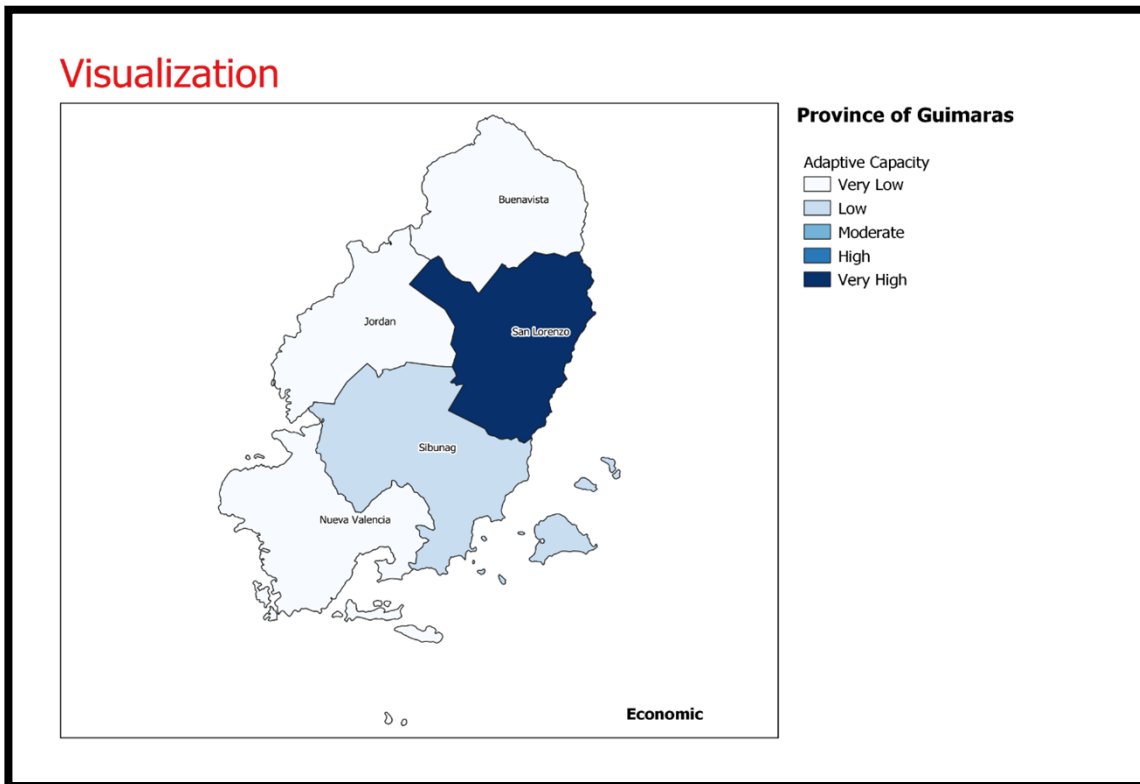 Visualization
Province of Guimaras
Adaptive Capacity
Very Low
Low
Moderate
High
Very High
Buenavista
Jordan
San Lorenzo
Sibunag
Nueva Valencia
Economic